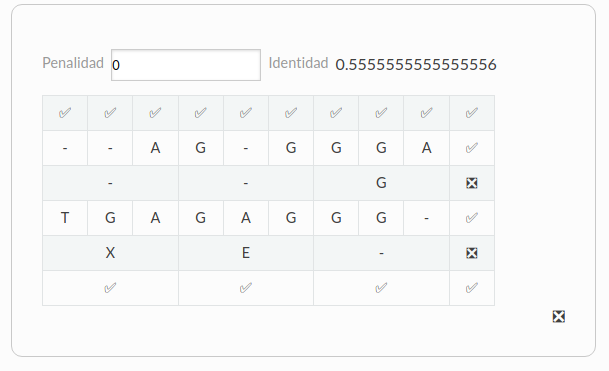 Penalidad 0 Identidad 0.5555555555555556
✅ ✅ ✅ ✅ ✅ ✅ ✅ ✅ ✅ ✅
- - A G - G G G A ✅
- - G ❎
T G A G A G G G - ✅
X E - ❎
✅ ✅ ✅ ✅
❎